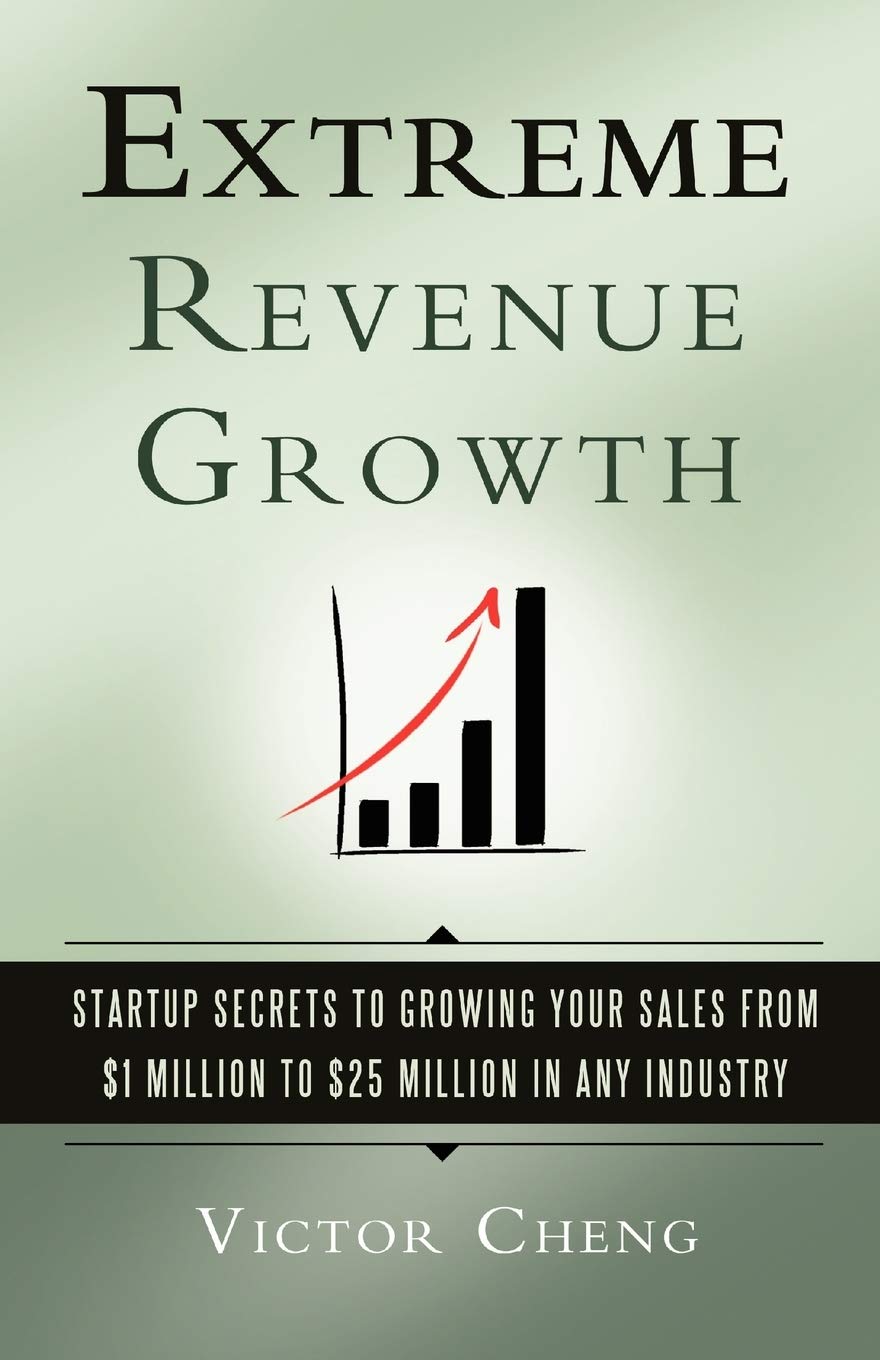 EXTREME
REVENUE
GROWTH
STARTUP SECRETS TO GROWING YOUR SALES FROM
$1 MILLION TO $25 MILLION IN ANY INDUSTRY
VICTOR CHENG